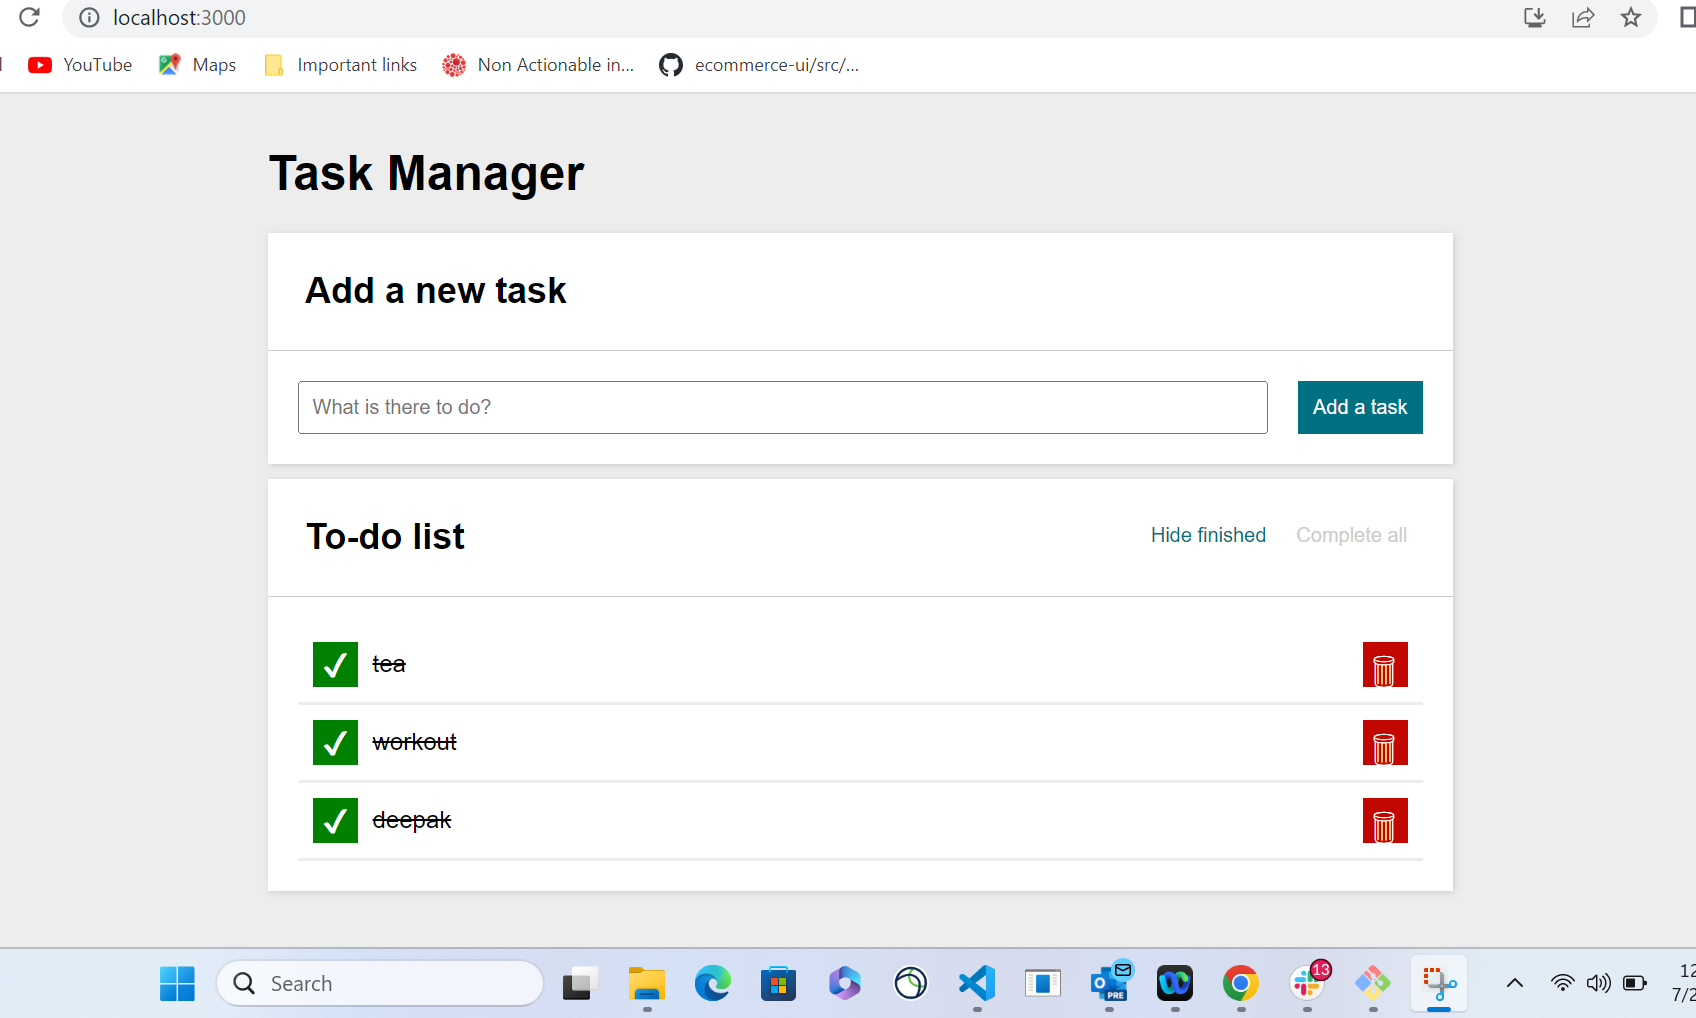 localhost:3000
YouTube Maps Important links Non Actionable in... ecommerce-ui/src/...
Task Manager
Add a new task
What is there to do? Add a task
To-do list Hide finished Complete all
tea
workout
deepak
Search PRE 13
12
7/2